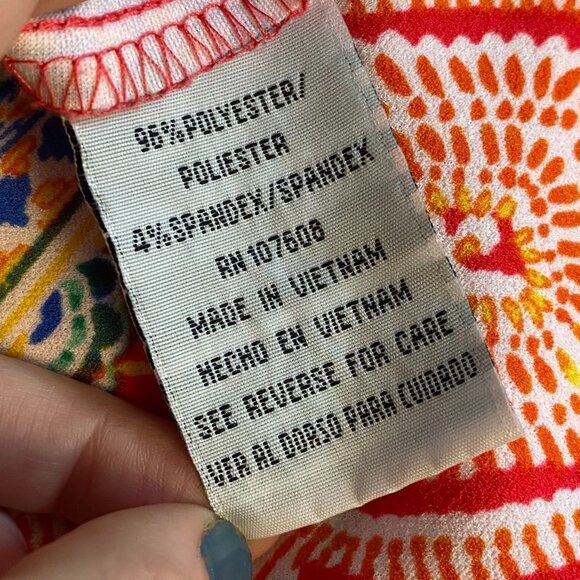 96%POLYESTER/
POLIESTER
4%SPANDEX/SPANDEX
RN 107608
MADE IN VIETNAM
HECHO EN VIETNAM
SEE REVERSE FOR CARE
VER AL DORSO PARA CUIDADO